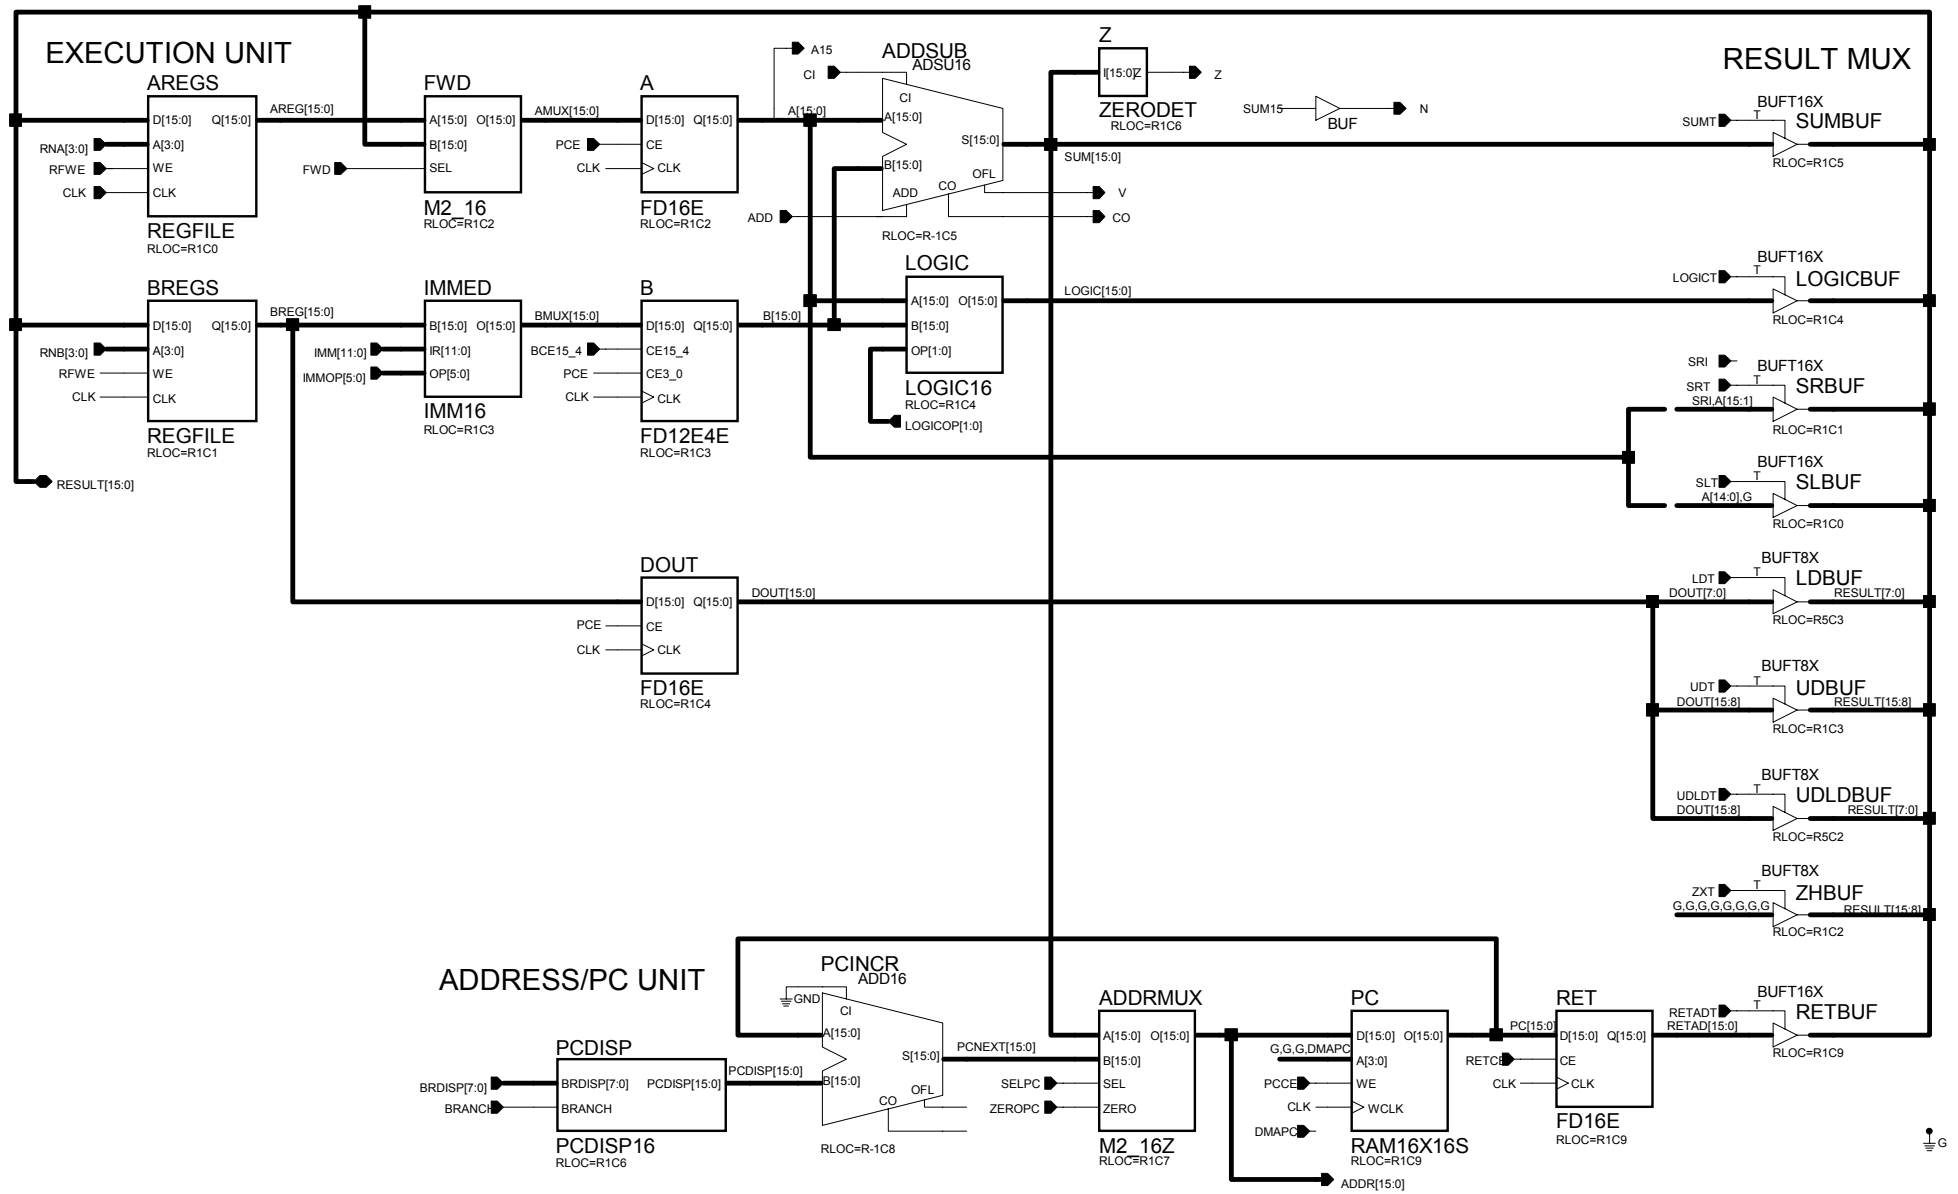 EXECUTION UNIT
RESULT MUX
AREGS
AREG[15:0]
D[15:0] Q[15:0]
RNA[3:0] A[3:0]
RFWE WE
CLK CLK
REGFILE
RLOC=R1C0
FWD
AMUX[15:0]
A[15:0] O[15:0]
B[15:0]
FWD SEL
M2_16
RLOC=R1C2
A
A[15:0]
D[15:0] Q[15:0]
PCE CE
CLK CLK
FD16E
RLOC=R1C2
A15
CI
ADDSUB
ADSU16
CI
A[15:0]
S[15:0]
B[15:0]
OFL
CO
ADD
ADD
V
CO
RLOC=R-1C5
SUM[15:0]
Z
I[15:0] Z
Z
ZERODET
RLOC=R1C6
SUM15
BUF
N
BUFT16X
SUMT T SUMBUF
RLOC=R1C5
BREGS
BREG[15:0]
D[15:0] Q[15:0]
RNB[3:0] A[3:0]
RFWE WE
CLK CLK
REGFILE
RLOC=R1C1
RESULT[15:0]
IMMED
BMUX[15:0]
B[15:0] O[15:0]
IMM[11:0] IR[11:0]
IMMOP[5:0] OP[5:0]
IMM16
RLOC=R1C3
B
B[15:0]
D[15:0] Q[15:0]
BCE15_4 CE15_4
PCE CE3_0
CLK CLK
FD12E4E
RLOC=R1C3
LOGIC
A[15:0] O[15:0]
B[15:0]
OP[1:0]
LOGIC16
RLOC=R1C4
LOGICOP[1:0]
LOGIC[15:0]
BUFT16X
LOGICT T LOGICBUF
RLOC=R1C4
SRI
BUFT16X
SRT T SRBUF
SRI,A[15:1]
RLOC=R1C1
BUFT16X
SLT T SLBUF
A[14:0],G
RLOC=R1C0
DOUT
DOUT[15:0]
D[15:0] Q[15:0]
PCE CE
CLK CLK
FD16E
RLOC=R1C4
BUFT8X
LDT T LDBUF
DOUT[7:0] RESULT[7:0]
RLOC=R5C3
BUFT8X
UDT T UDBUF
DOUT[15:8] RESULT[15:8]
RLOC=R1C3
BUFT8X
UDLDT T UDLDBUF
DOUT[15:8] RESULT[7:0]
RLOC=R5C2
BUFT8X
ZXT T ZHBUF
G,G,G,G,G,G,G,G RESULT[15:8]
RLOC=R1C2
ADDRESS/PC UNIT
PCDISP
PCDISP[15:0]
BRDISP[7:0] BRDISP[7:0] PCDISP[15:0]
BRANCH BRANCH
PCDISP16
RLOC=R1C6
PCINCR
ADD16
GND
CI
A[15:0]
S[15:0]
B[15:0]
OFL
CO
RLOC=R-1C8
PCNEXT[15:0]
ADDRMUX
A[15:0] O[15:0]
B[15:0]
SELPC SEL
ZEROPC ZERO
M2_16Z
RLOC=R1C7
PC
PC[15:0]
D[15:0] O[15:0]
G,G,G,DMAPC A[3:0]
PCCE WE
CLK WCLK
DMAPC
RAM16X16S
RLOC=R1C9
ADDR[15:0]
RET
D[15:0] Q[15:0]
RETCE CE
CLK CLK
FD16E
RLOC=R1C9
BUFT16X
RETADT T RETBUF
RETAD[15:0]
RLOC=R1C9
G